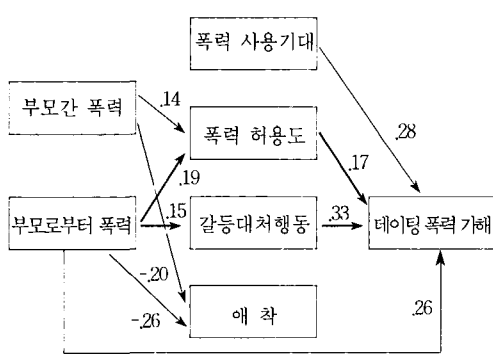 폭력 사용기대
부모간 폭력
.14
폭력 허용도
.28
.19
.17
부모로부터 폭력
.15
갈등대처행동
.33
데이팅 폭력 가해
-.20
-.26
애 착
.26